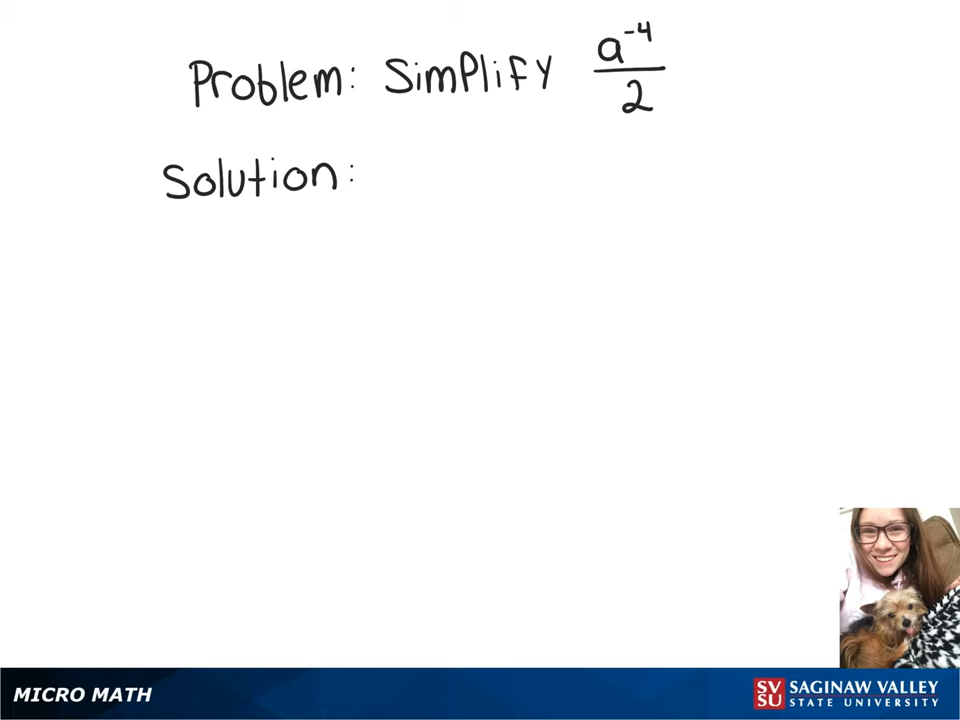 Problem: Simplify a⁻⁴/2
Solution:
MICRO MATH
SV SU SAGINAW VALLEY
STATE UNIVERSITY